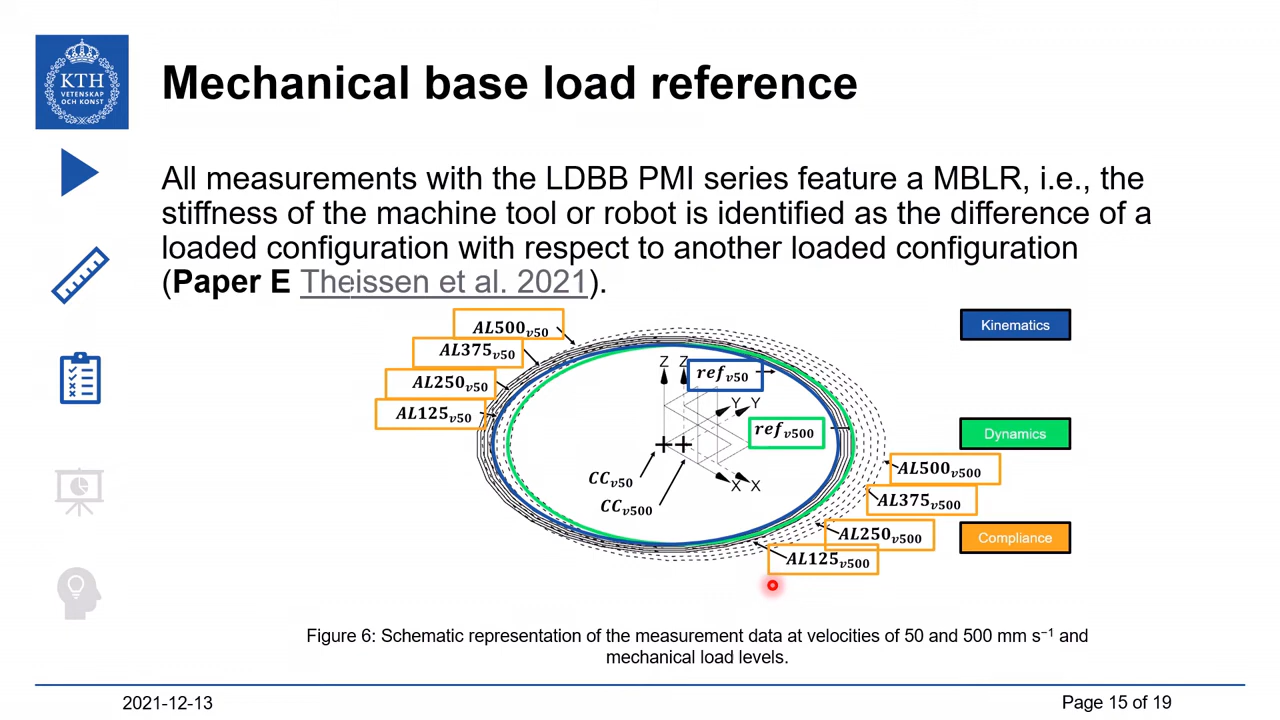 KTH
VETENSKAP
OCH KONST
Mechanical base load reference
All measurements with the LDBB PMI series feature a MBLR, i.e., the
stiffness of the machine tool or robot is identified as the difference of a
loaded configuration with respect to another loaded configuration
(Paper E Theissen et al. 2021).
AL500v50
AL375v50
AL250v50
AL125v50
Z Z
refv50
Y Y
refv500
CCv50
CCv500
X X
AL500v500
AL375v500
AL250v500
AL125v500
Kinematics
Dynamics
Compliance
Figure 6: Schematic representation of the measurement data at velocities of 50 and 500 mm s⁻¹ and
mechanical load levels.
2021-12-13
Page 15 of 19